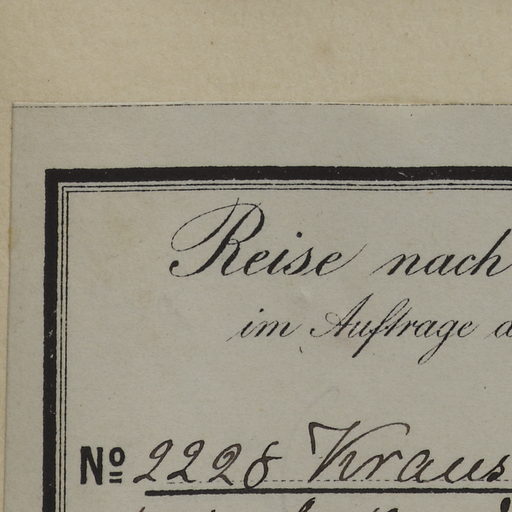 Reise nach
im Auftrage d
Nº 2228 Kraus